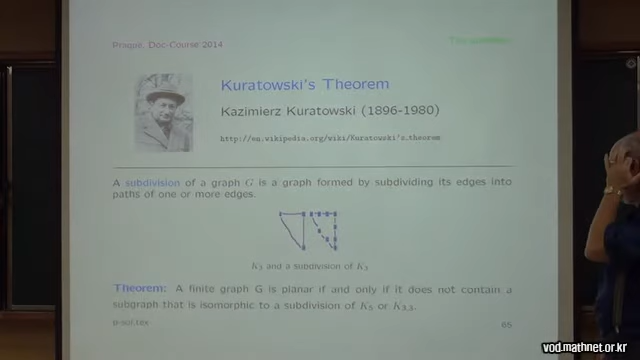 Prague, Doc-Course 2014
Kuratowski's Theorem
Kazimierz Kuratowski (1896-1980)
http://en.wikipedia.org/wiki/Kuratowski's_theorem
A subdivision of a graph G is a graph formed by subdividing its edges into
paths of one or more edges.
K₃ and a subdivision of K₃
Theorem: A finite graph G is planar if and only if it does not contain a
subgraph that is isomorphic to a subdivision of K₅ or K₃,₃.
65
vod.mathnet.or.kr